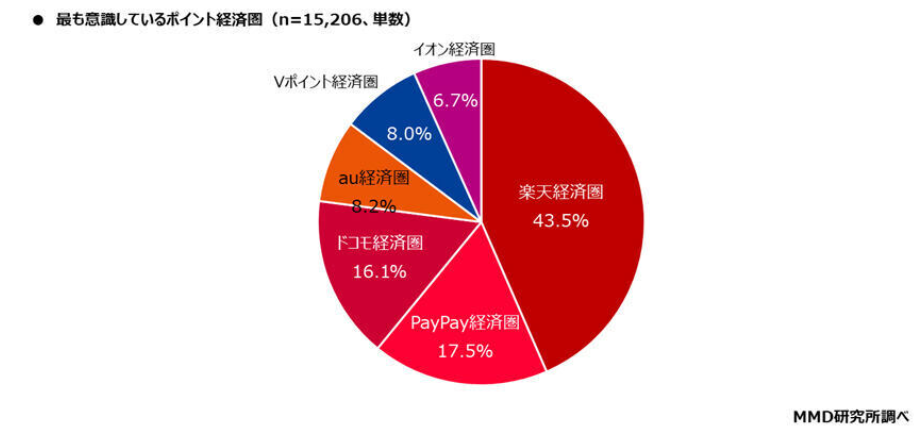 ● 最も意識しているポイント経済圏（n=15,206、単数）
イオン経済圏
6.7%
Vポイント経済圏
8.0%
au経済圏
8.2%
楽天経済圏
43.5%
ドコモ経済圏
16.1%
PayPay経済圏
17.5%
MMD研究所調べ